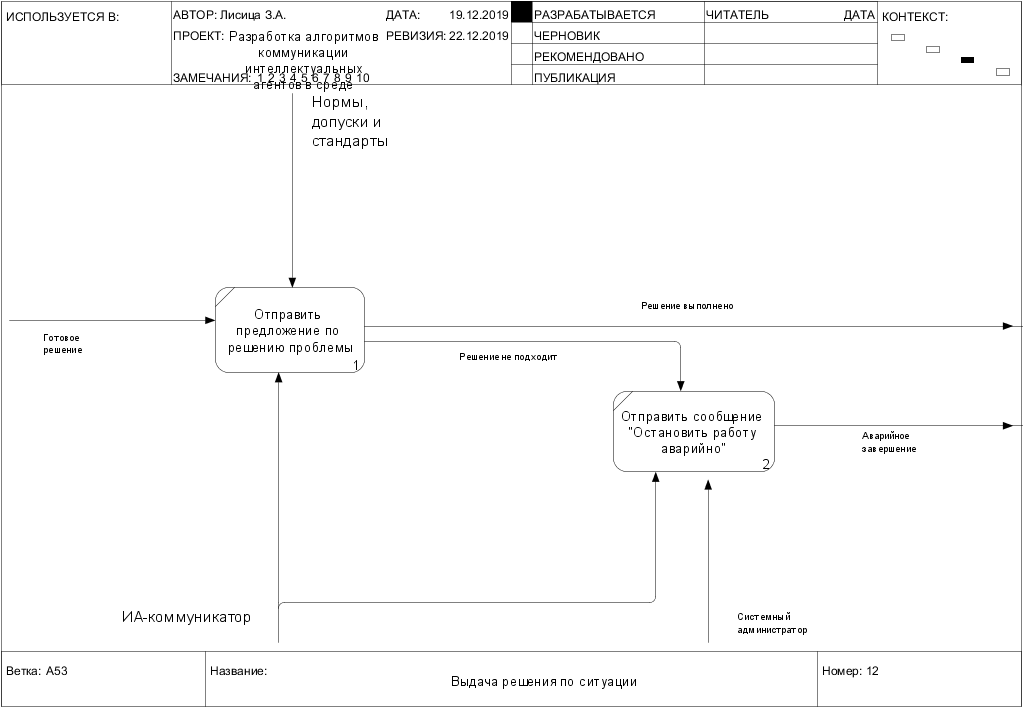 ИСПОЛЬЗУЕТСЯ В:
АВТОР: Лисица З.А.
ДАТА: 19.12.2019
РАЗРАБАТЫВАЕТСЯ
ЧИТАТЕЛЬ
ДАТА
КОНТЕКСТ:
ПРОЕКТ: Разработка алгоритмов
коммуникации
интеллектуальных
агентов в среде
РЕВИЗИЯ: 22.12.2019
ЧЕРНОВИК
РЕКОМЕНДОВАНО
ЗАМЕЧАНИЯ: 1 2 3 4 5 6 7 8 9 10
ПУБЛИКАЦИЯ
Нормы,
допуски и
стандарты
Отправить
предложение по
решению проблемы
1
Решение выполнено
Готовое
решение
Решение не подходит
Отправить сообщение
"Остановить работу
аварийно"
2
Аварийное
завершение
ИА-коммуникатор
Системный
администратор
Ветка: A53
Название:
Выдача решения по ситуации
Номер: 12